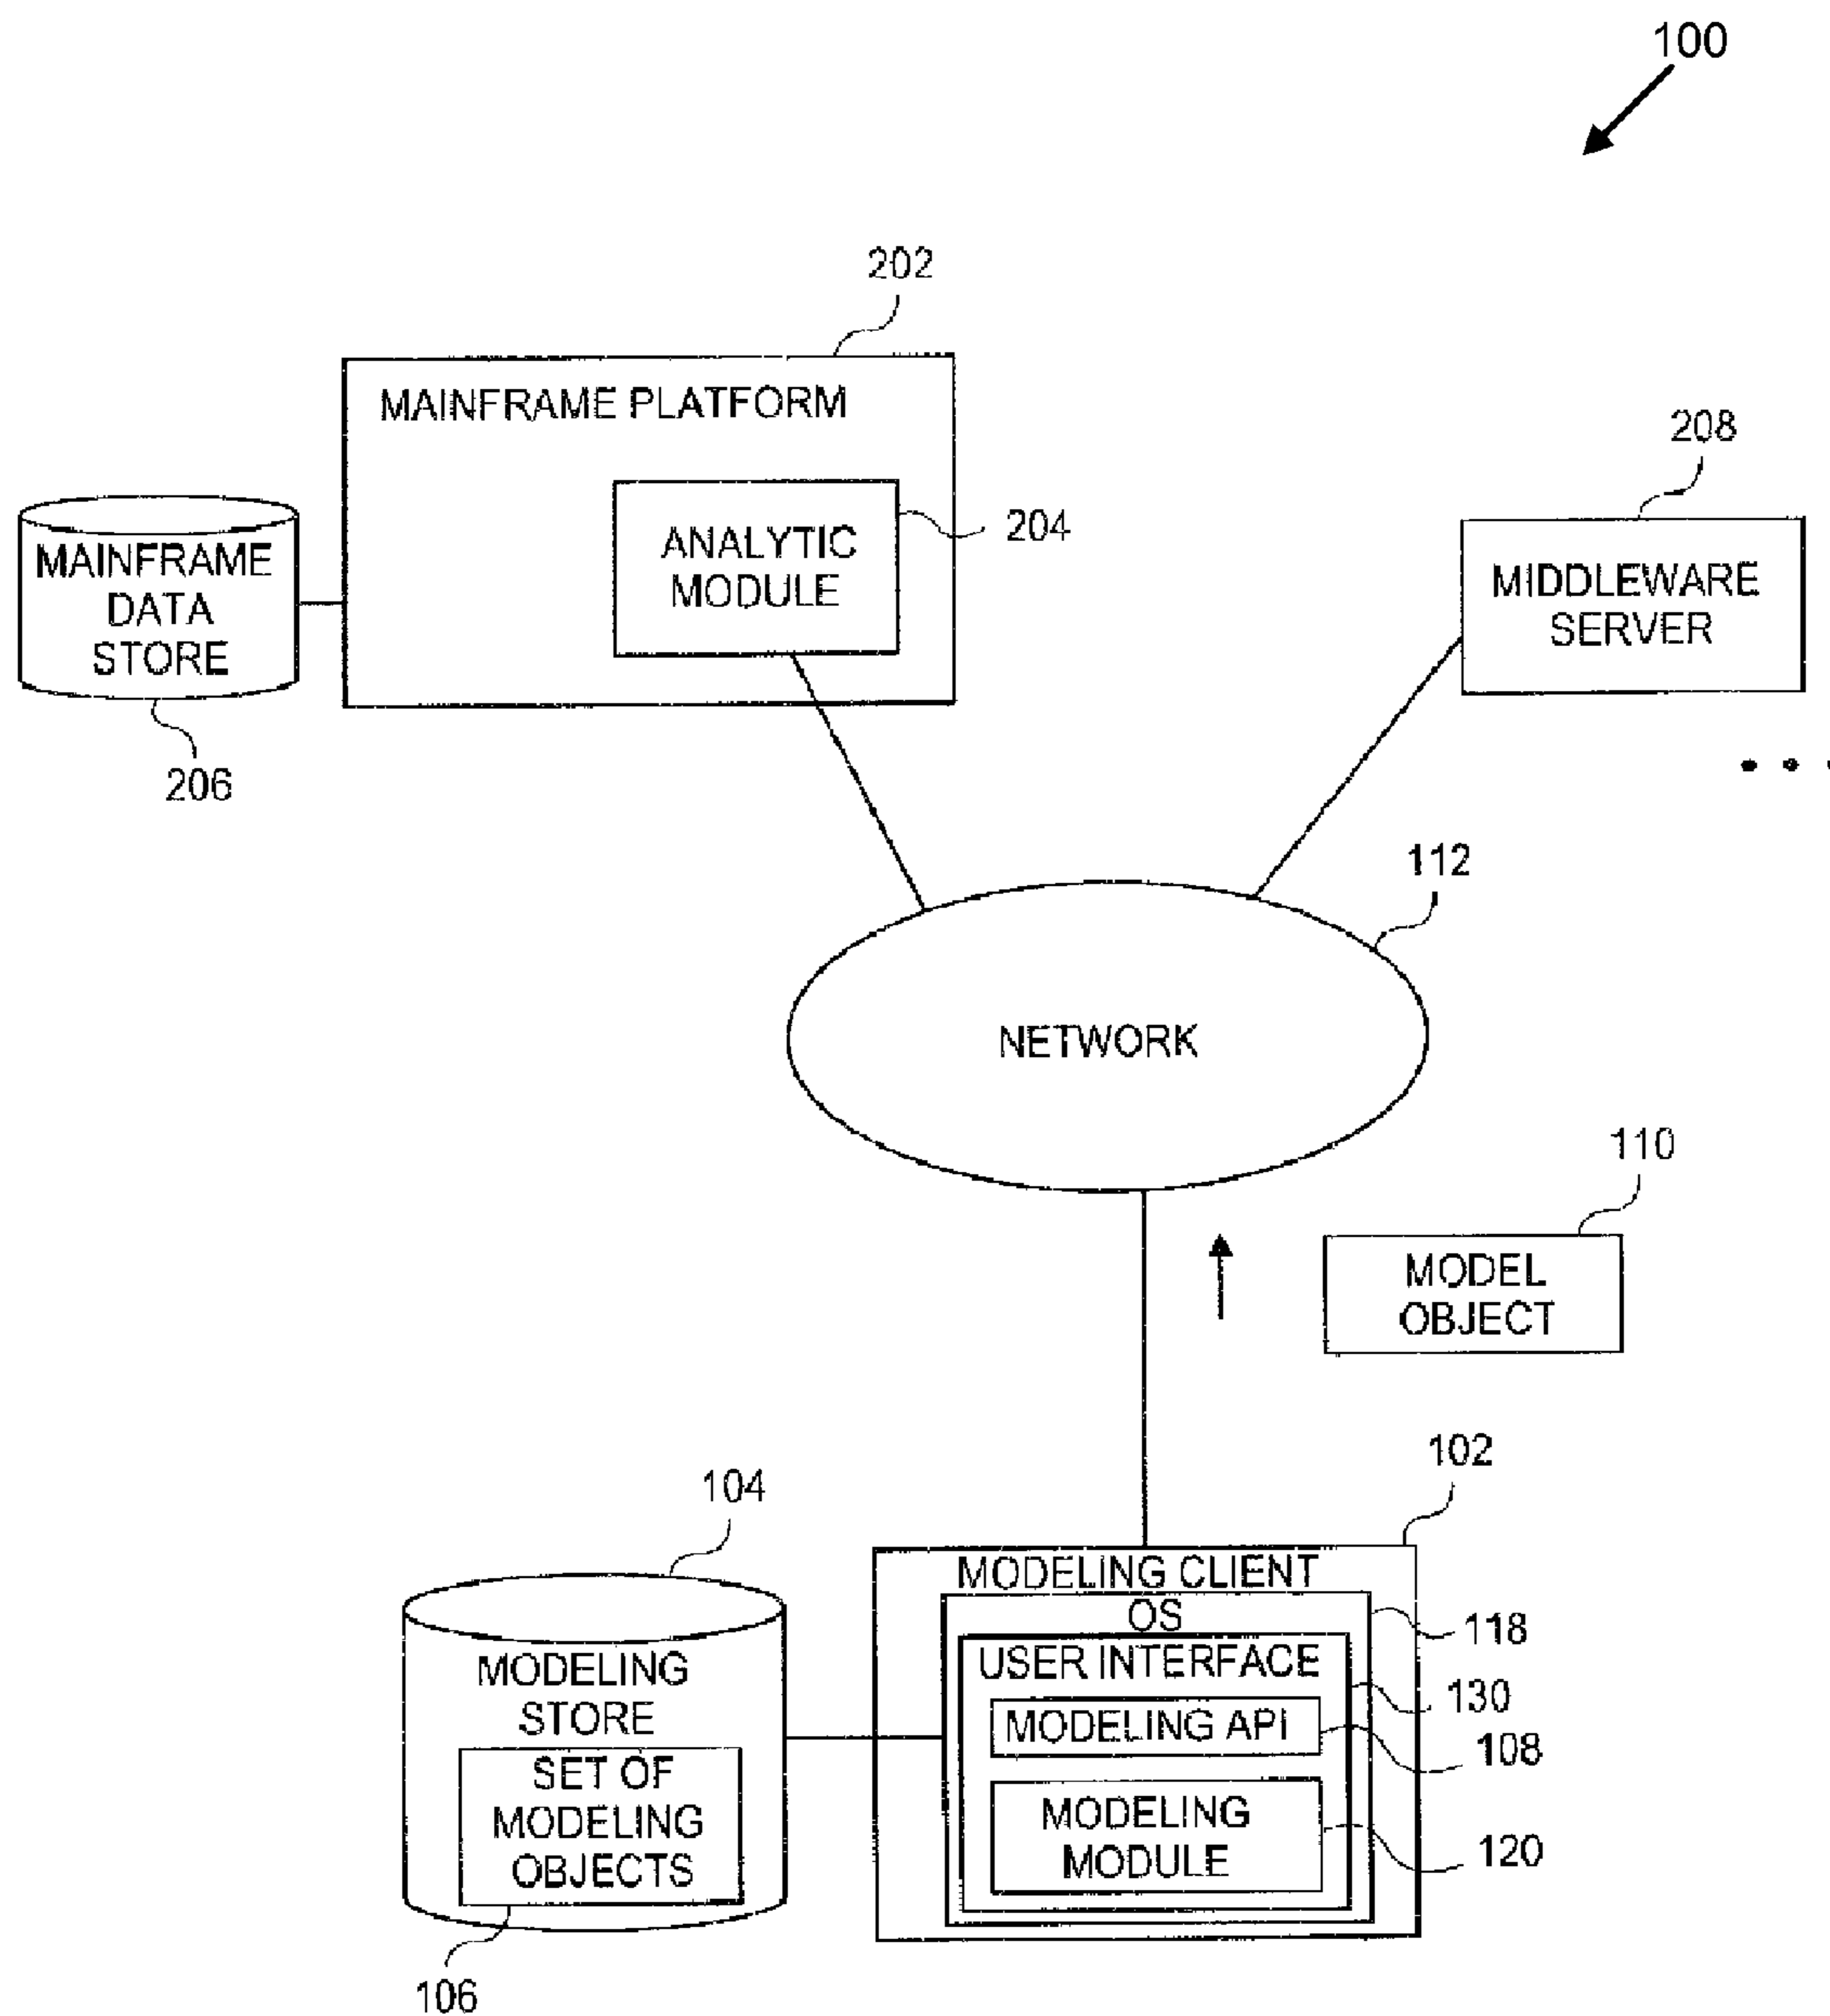 100
202
MAINFRAME PLATFORM
208
204
ANALYTIC
MODULE
MAINFRAME
DATA
STORE
MIDDLEWARE
SERVER
206
112
NETWORK
110
MODEL
OBJECT
102
104
MODELING CLIENT
OS
118
USER INTERFACE
130
MODELING
STORE
MODELING API
108
SET OF
MODELING
OBJECTS
MODELING
MODULE
120
106